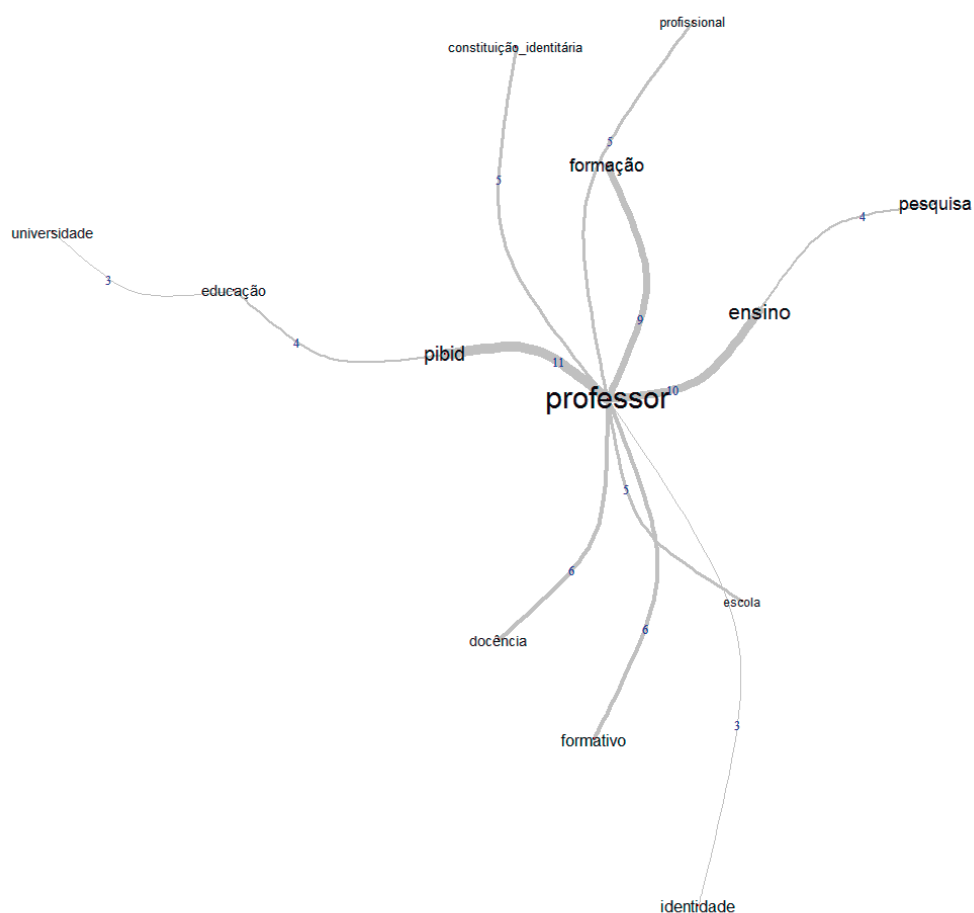 profissional
constituição_identitária
5
formação
5
pesquisa
4
universidade
3
educação
ensino
9
4
pibid
11
10
professor
5
6
escola
6
docência
3
formativo
identidade